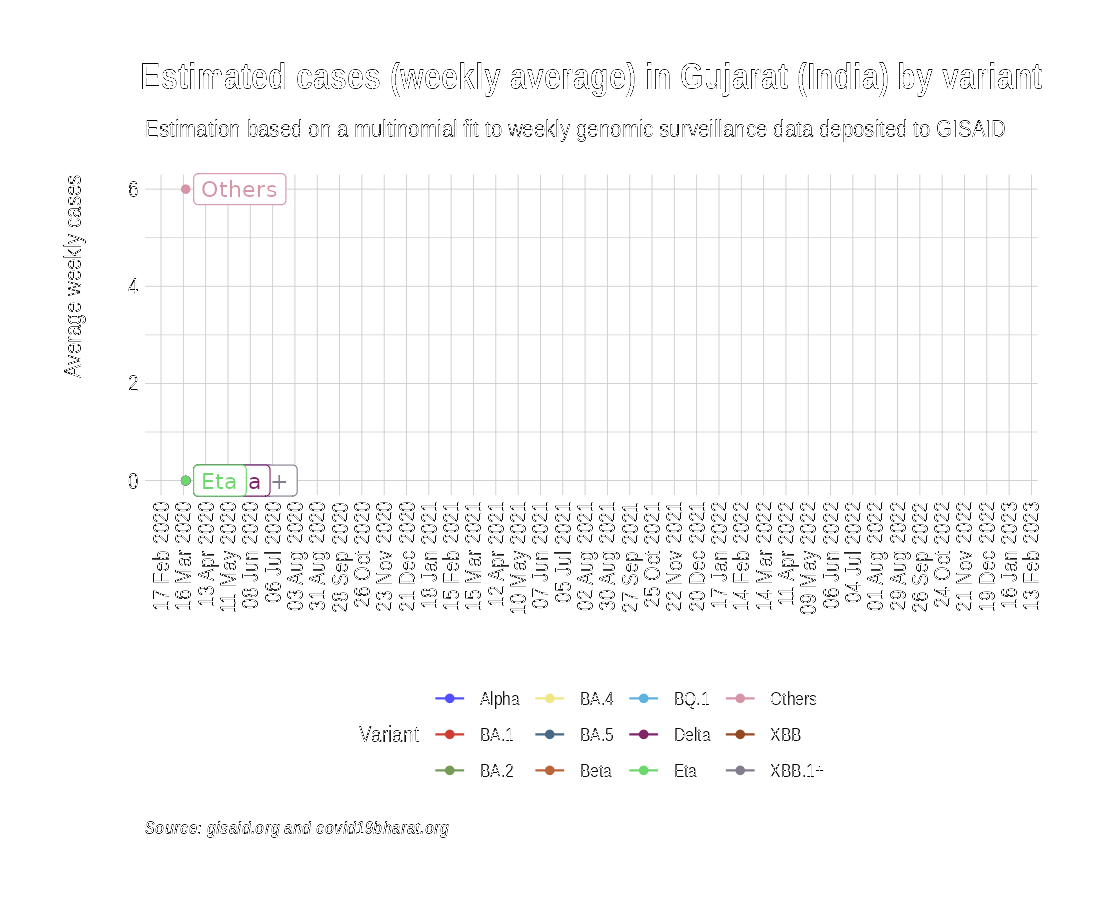 Estimated cases (weekly average) in Gujarat (India) by variant
Estimation based on a multinomial fit to weekly genomic surveillance data deposited to GISAID
Average weekly cases
6
Others
4
2
0
Eta a +
17 Feb 2020
16 Mar 2020
13 Apr 2020
11 May 2020
08 Jun 2020
06 Jul 2020
03 Aug 2020
31 Aug 2020
28 Sep 2020
26 Oct 2020
23 Nov 2020
21 Dec 2020
18 Jan 2021
15 Feb 2021
15 Mar 2021
12 Apr 2021
10 May 2021
07 Jun 2021
05 Jul 2021
02 Aug 2021
30 Aug 2021
27 Sep 2021
25 Oct 2021
22 Nov 2021
20 Dec 2021
17 Jan 2022
14 Feb 2022
14 Mar 2022
11 Apr 2022
09 May 2022
06 Jun 2022
04 Jul 2022
01 Aug 2022
29 Aug 2022
26 Sep 2022
24 Oct 2022
21 Nov 2022
19 Dec 2022
16 Jan 2023
13 Feb 2023
Variant
Alpha BA.4 BQ.1 Others
BA.1 BA.5 Delta XBB
BA.2 Beta Eta XBB.1+
Source: gisaid.org and covid19bharat.org